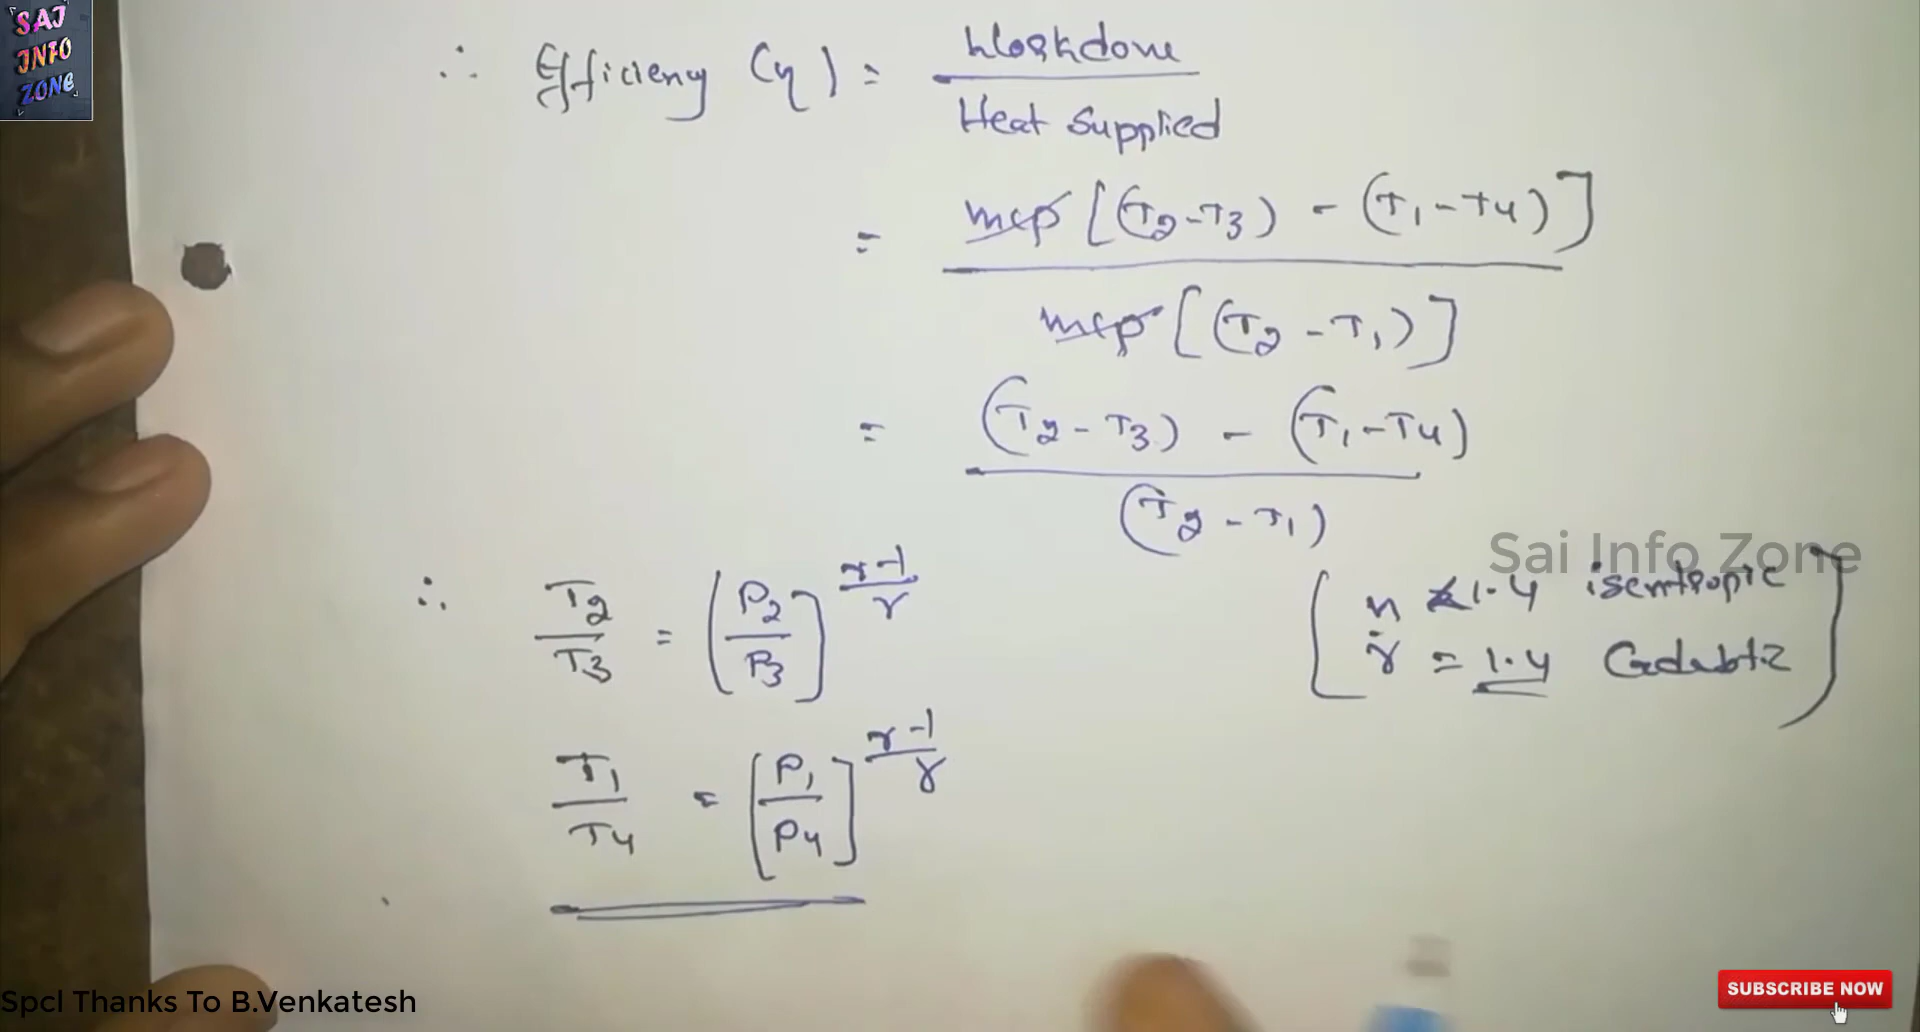 SAI
INFO
ZONE
∴ Efficieny (η) = Workdone / Heat Supplied
= mcp [(T2-T3) - (T1-T4)] / mcp [(T2-T1)]
= (T2-T3) - (T1-T4) / (T2-T1)
Sai Info Zone
∴ T2/T3 = [P2/P3]^(γ-1/γ)
[n 1.4 isentropic
γ = 1.4
T1/T4 = [P1/P4]^(γ-1/γ)
Spcl Thanks To B.Venkatesh
SUBSCRIBE NOW